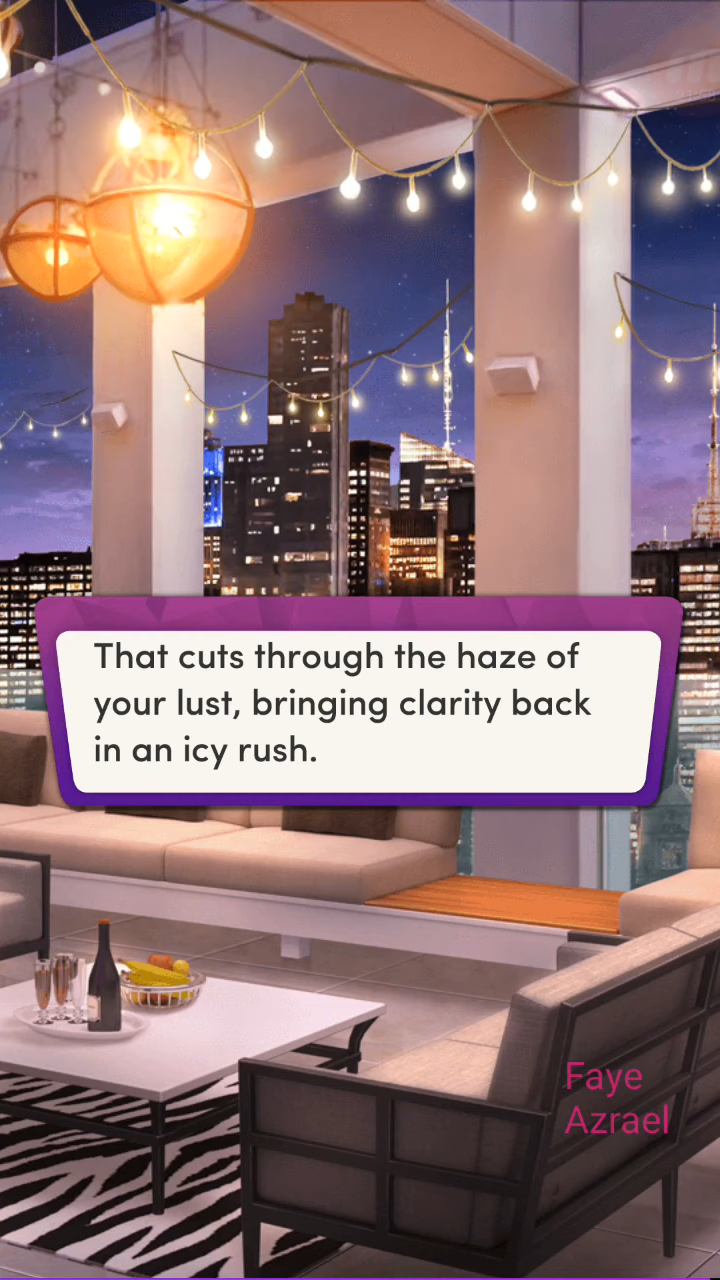 That cuts through the haze of
your lust, bringing clarity back
in an icy rush.
Faye
Azrael